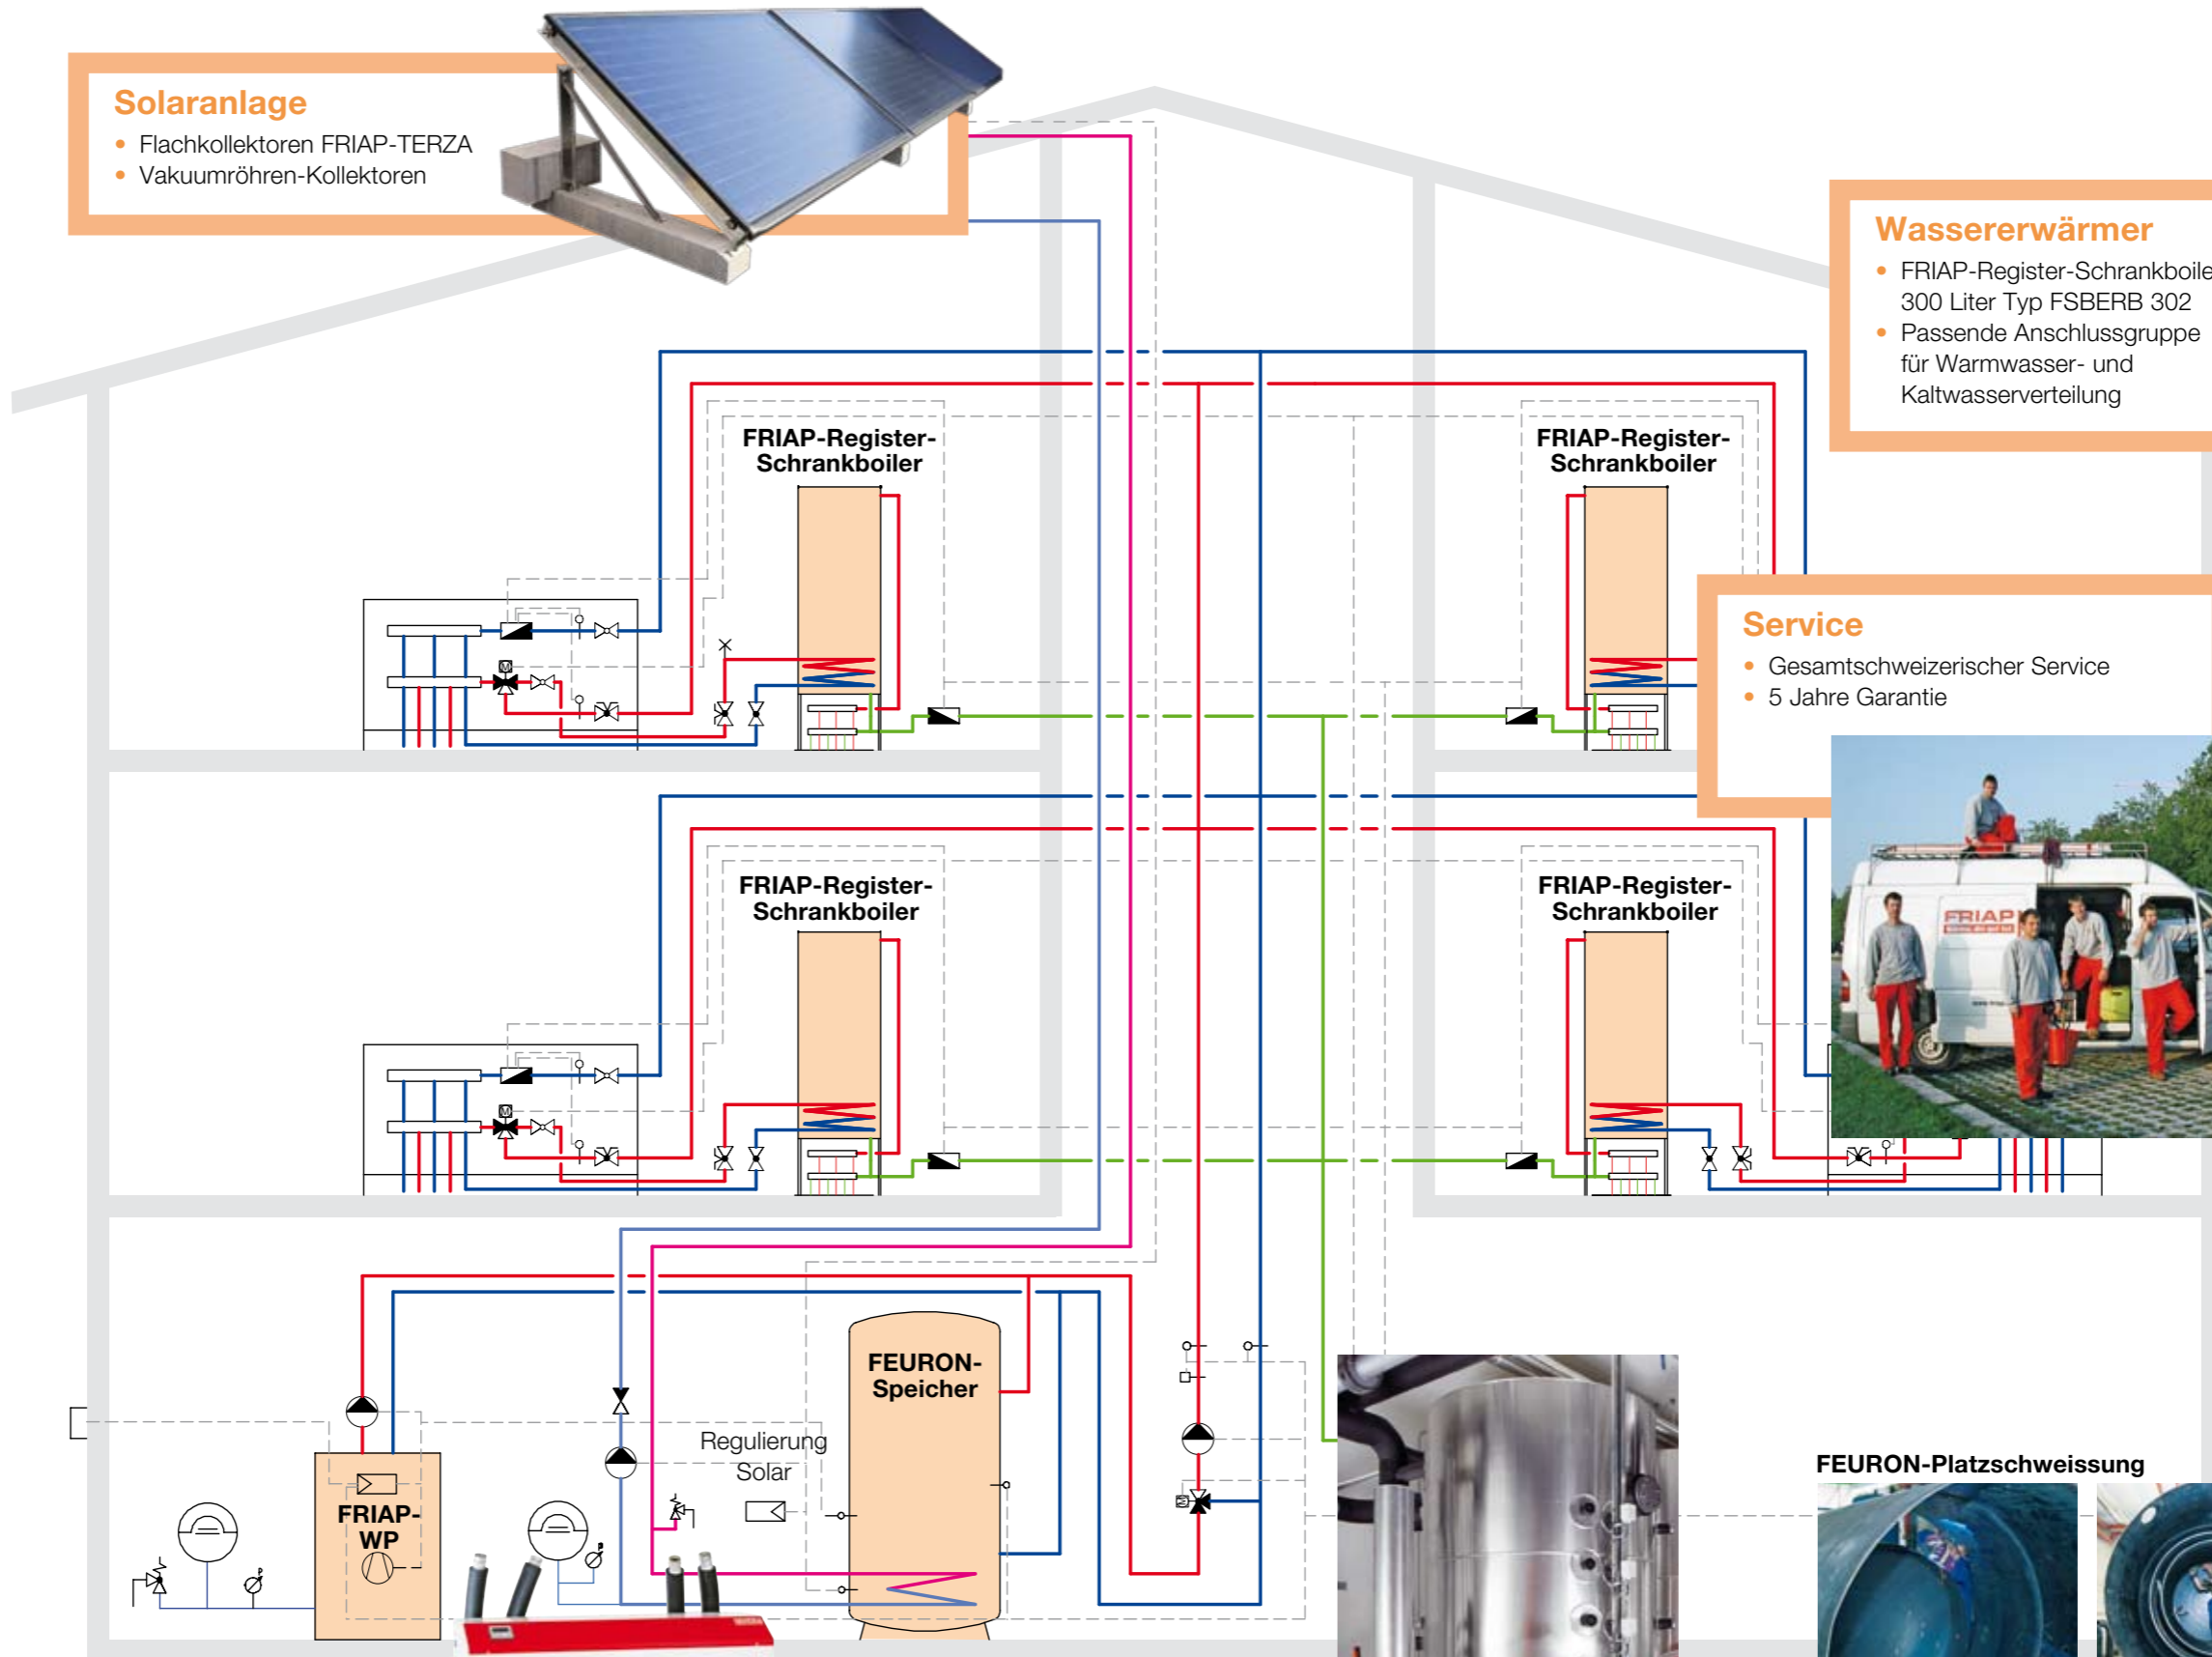 Solaranlage
• Flachkollektoren FRIAP-TERZA
• Vakuumröhren-Kollektoren
Wassererwärmer
• FRIAP-Register-Schrankboile
300 Liter Typ FSBERB 302
• Passende Anschlussgruppe
für Warmwasser- und
Kaltwasserverteilung
FRIAP-Register-
Schrankboiler
FRIAP-Register-
Schrankboiler
Service
• Gesamtschweizerischer Service
• 5 Jahre Garantie
M
FRIAP-Register-
Schrankboiler
FRIAP-Register-
Schrankboiler
FRIAP
M
FEURON-
Speicher
Regulierung
Solar
FRIAP-
WP
M
FEURON-Platzschweissung